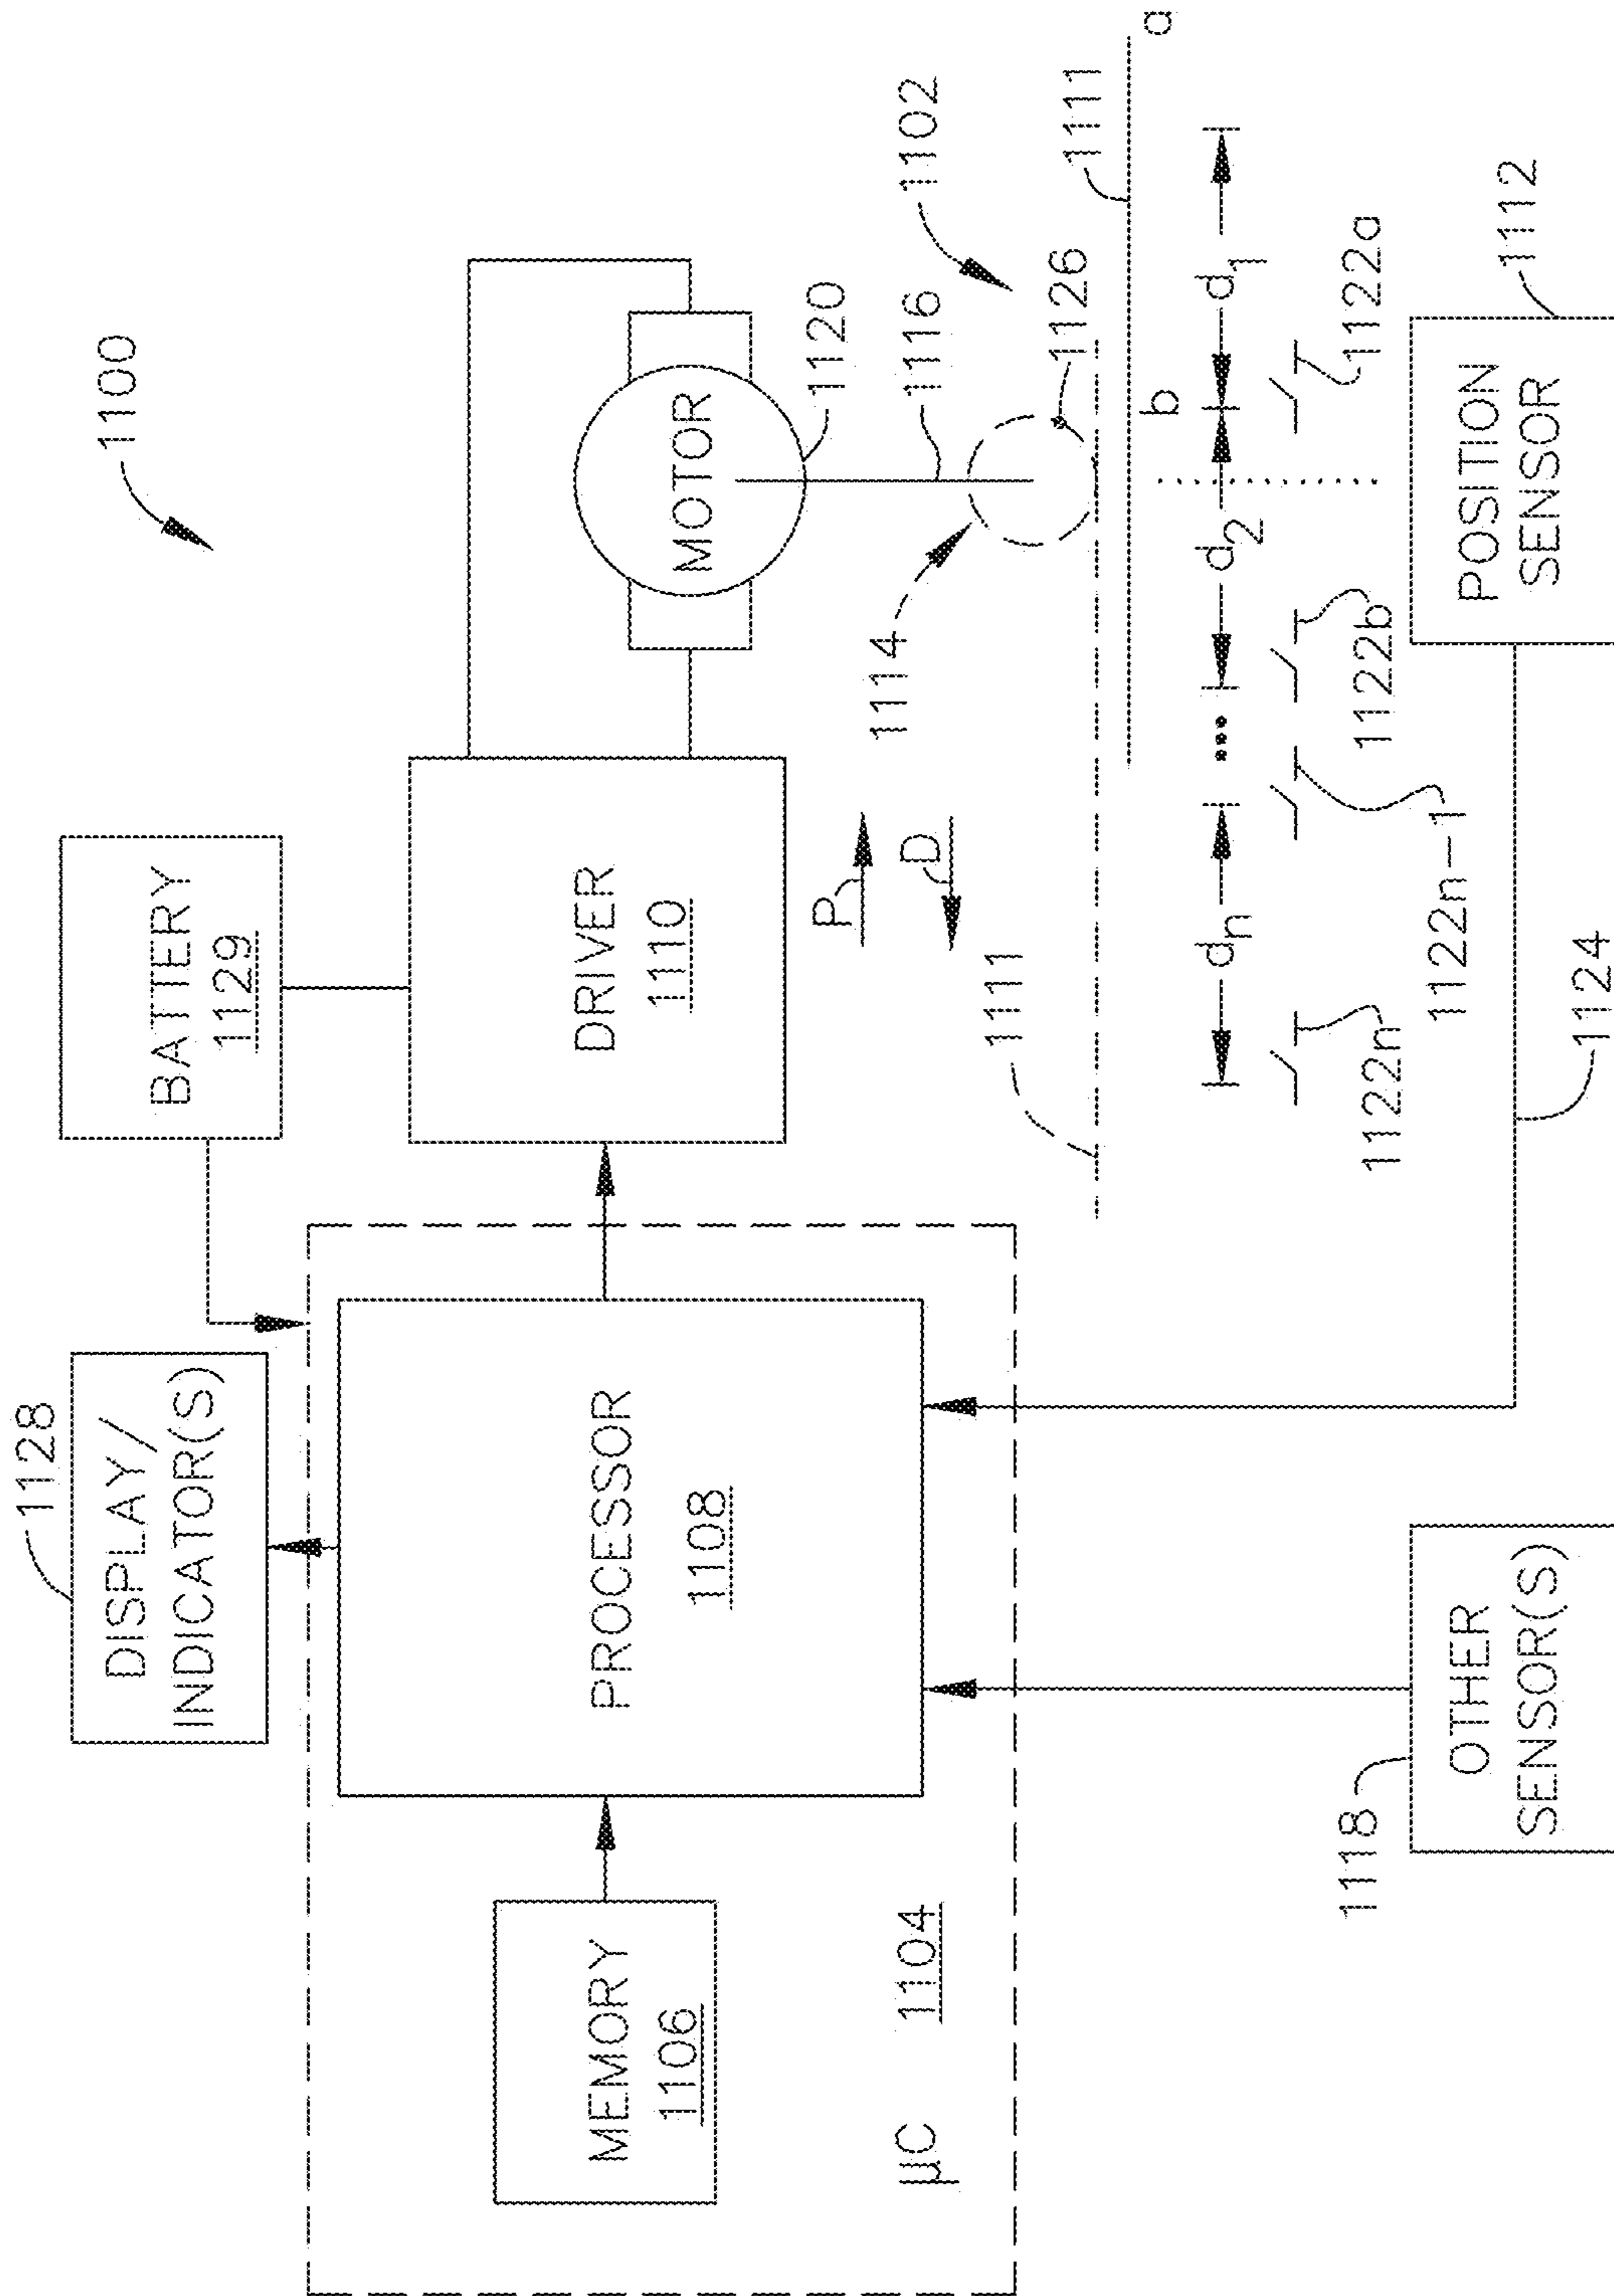 1100
1128
DISPLAY/
INDICATOR(S)
BATTERY
1129
MEMORY
1106
PROCESSOR
1108
DRIVER
1110
MOTOR
1120
µC
1104
P
D
1114
1116
1102
1126
1111
1111
a
b
dn
d2
d1
1122n
1122n-1
1122b
1122a
1118
OTHER
SENSOR(S)
1124
POSITION
SENSOR
1112